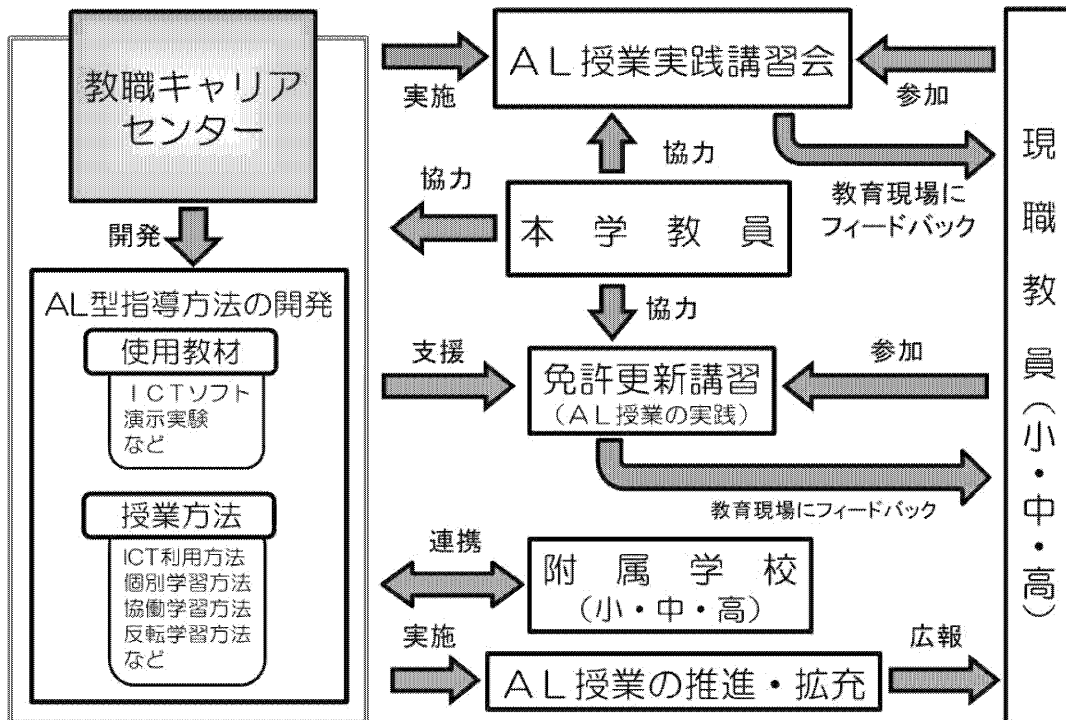 教職キャリア
センター
開発
AL型指導方法の開発
使用教材
ICTソフト
演示実験
など
授業方法
ICT利用方法
個別学習方法
協働学習方法
反転学習方法
など
実施
AL授業実践講習会
参加
協力
協力
教育現場に
フィードバック
本学教員
協力
支援
免許更新講習
（AL授業の実践）
参加
教育現場にフィードバック
連携
附属学校
（小・中・高）
実施
AL授業の推進・拡充
広報
現職教員（小・中・高）